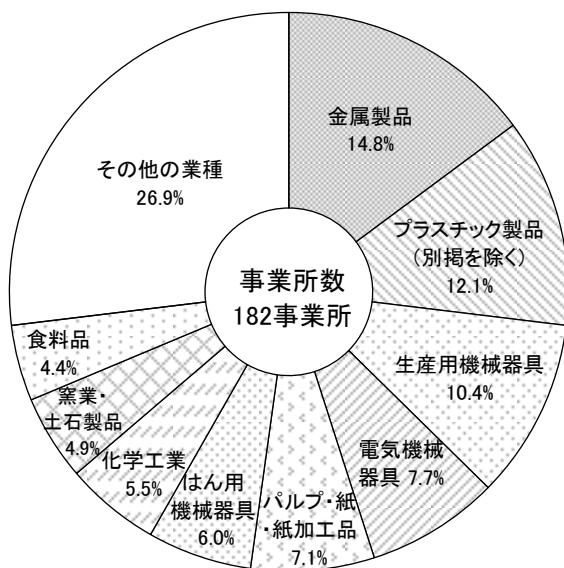 金属製品
14.8%
プラスチック製品
(別掲を除く)
12.1%
生産用機械器具
10.4%
電気機械
器具 7.7%
パルプ・紙
・紙加工品
7.1%
はん用
機械器具
6.0%
化学工業
5.5%
窯業・
土石製品
4.9%
食料品
4.4%
その他の業種
26.9%
事業所数
182事業所